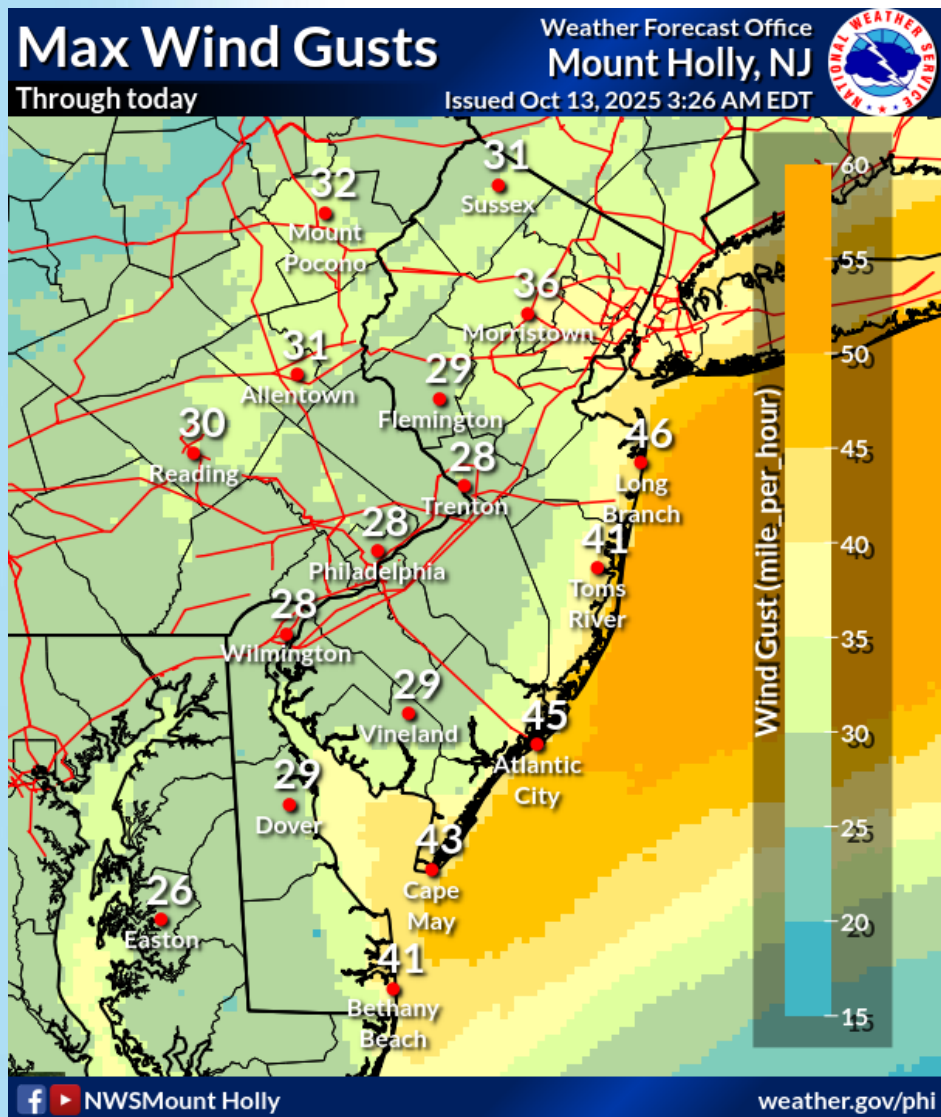 Max Wind Gusts
Through today
Weather Forecast Office
Mount Holly, NJ
Issued Oct 13, 2025 3:26 AM EDT
NATIONAL WEATHER SERVICE
32
Mount
Pocono
31
Sussex
36
Morristown
31
Allentown
29
Flemington
30
Reading
28
Trenton
46
Long
Branch
28
Philadelphia
41
Toms
River
28
Wilmington
29
Vineland
45
Atlantic
City
29
Dover
43
Cape
May
26
Easton
41
Bethany
Beach
Wind Gust (mile_per_hour)
60
55
50
45
40
35
30
25
20
15
NWSMount Holly
weather.gov/phi